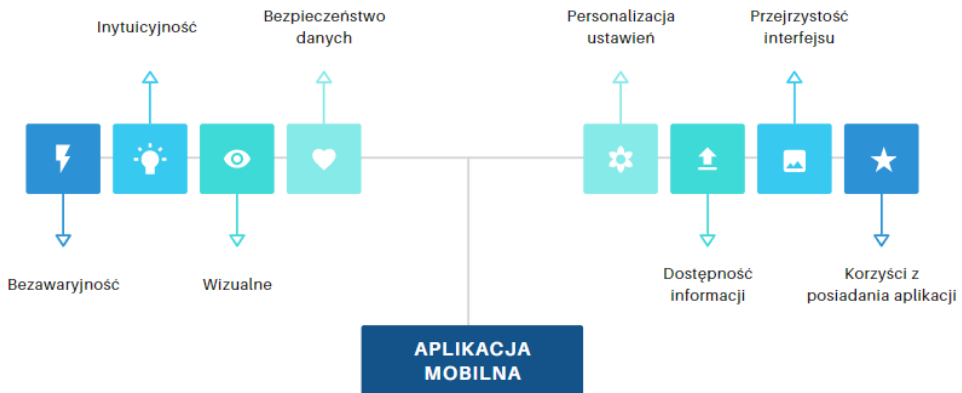 Inytuicyjność
Bezpieczeństwo
danych
Personalizacja
ustawień
Przejrzystość
interfejsu
Bezawaryjność
Wizualne
Dostępność
informacji
Korzyści z
posiadania aplikacji
APLIKACJA
MOBILNA